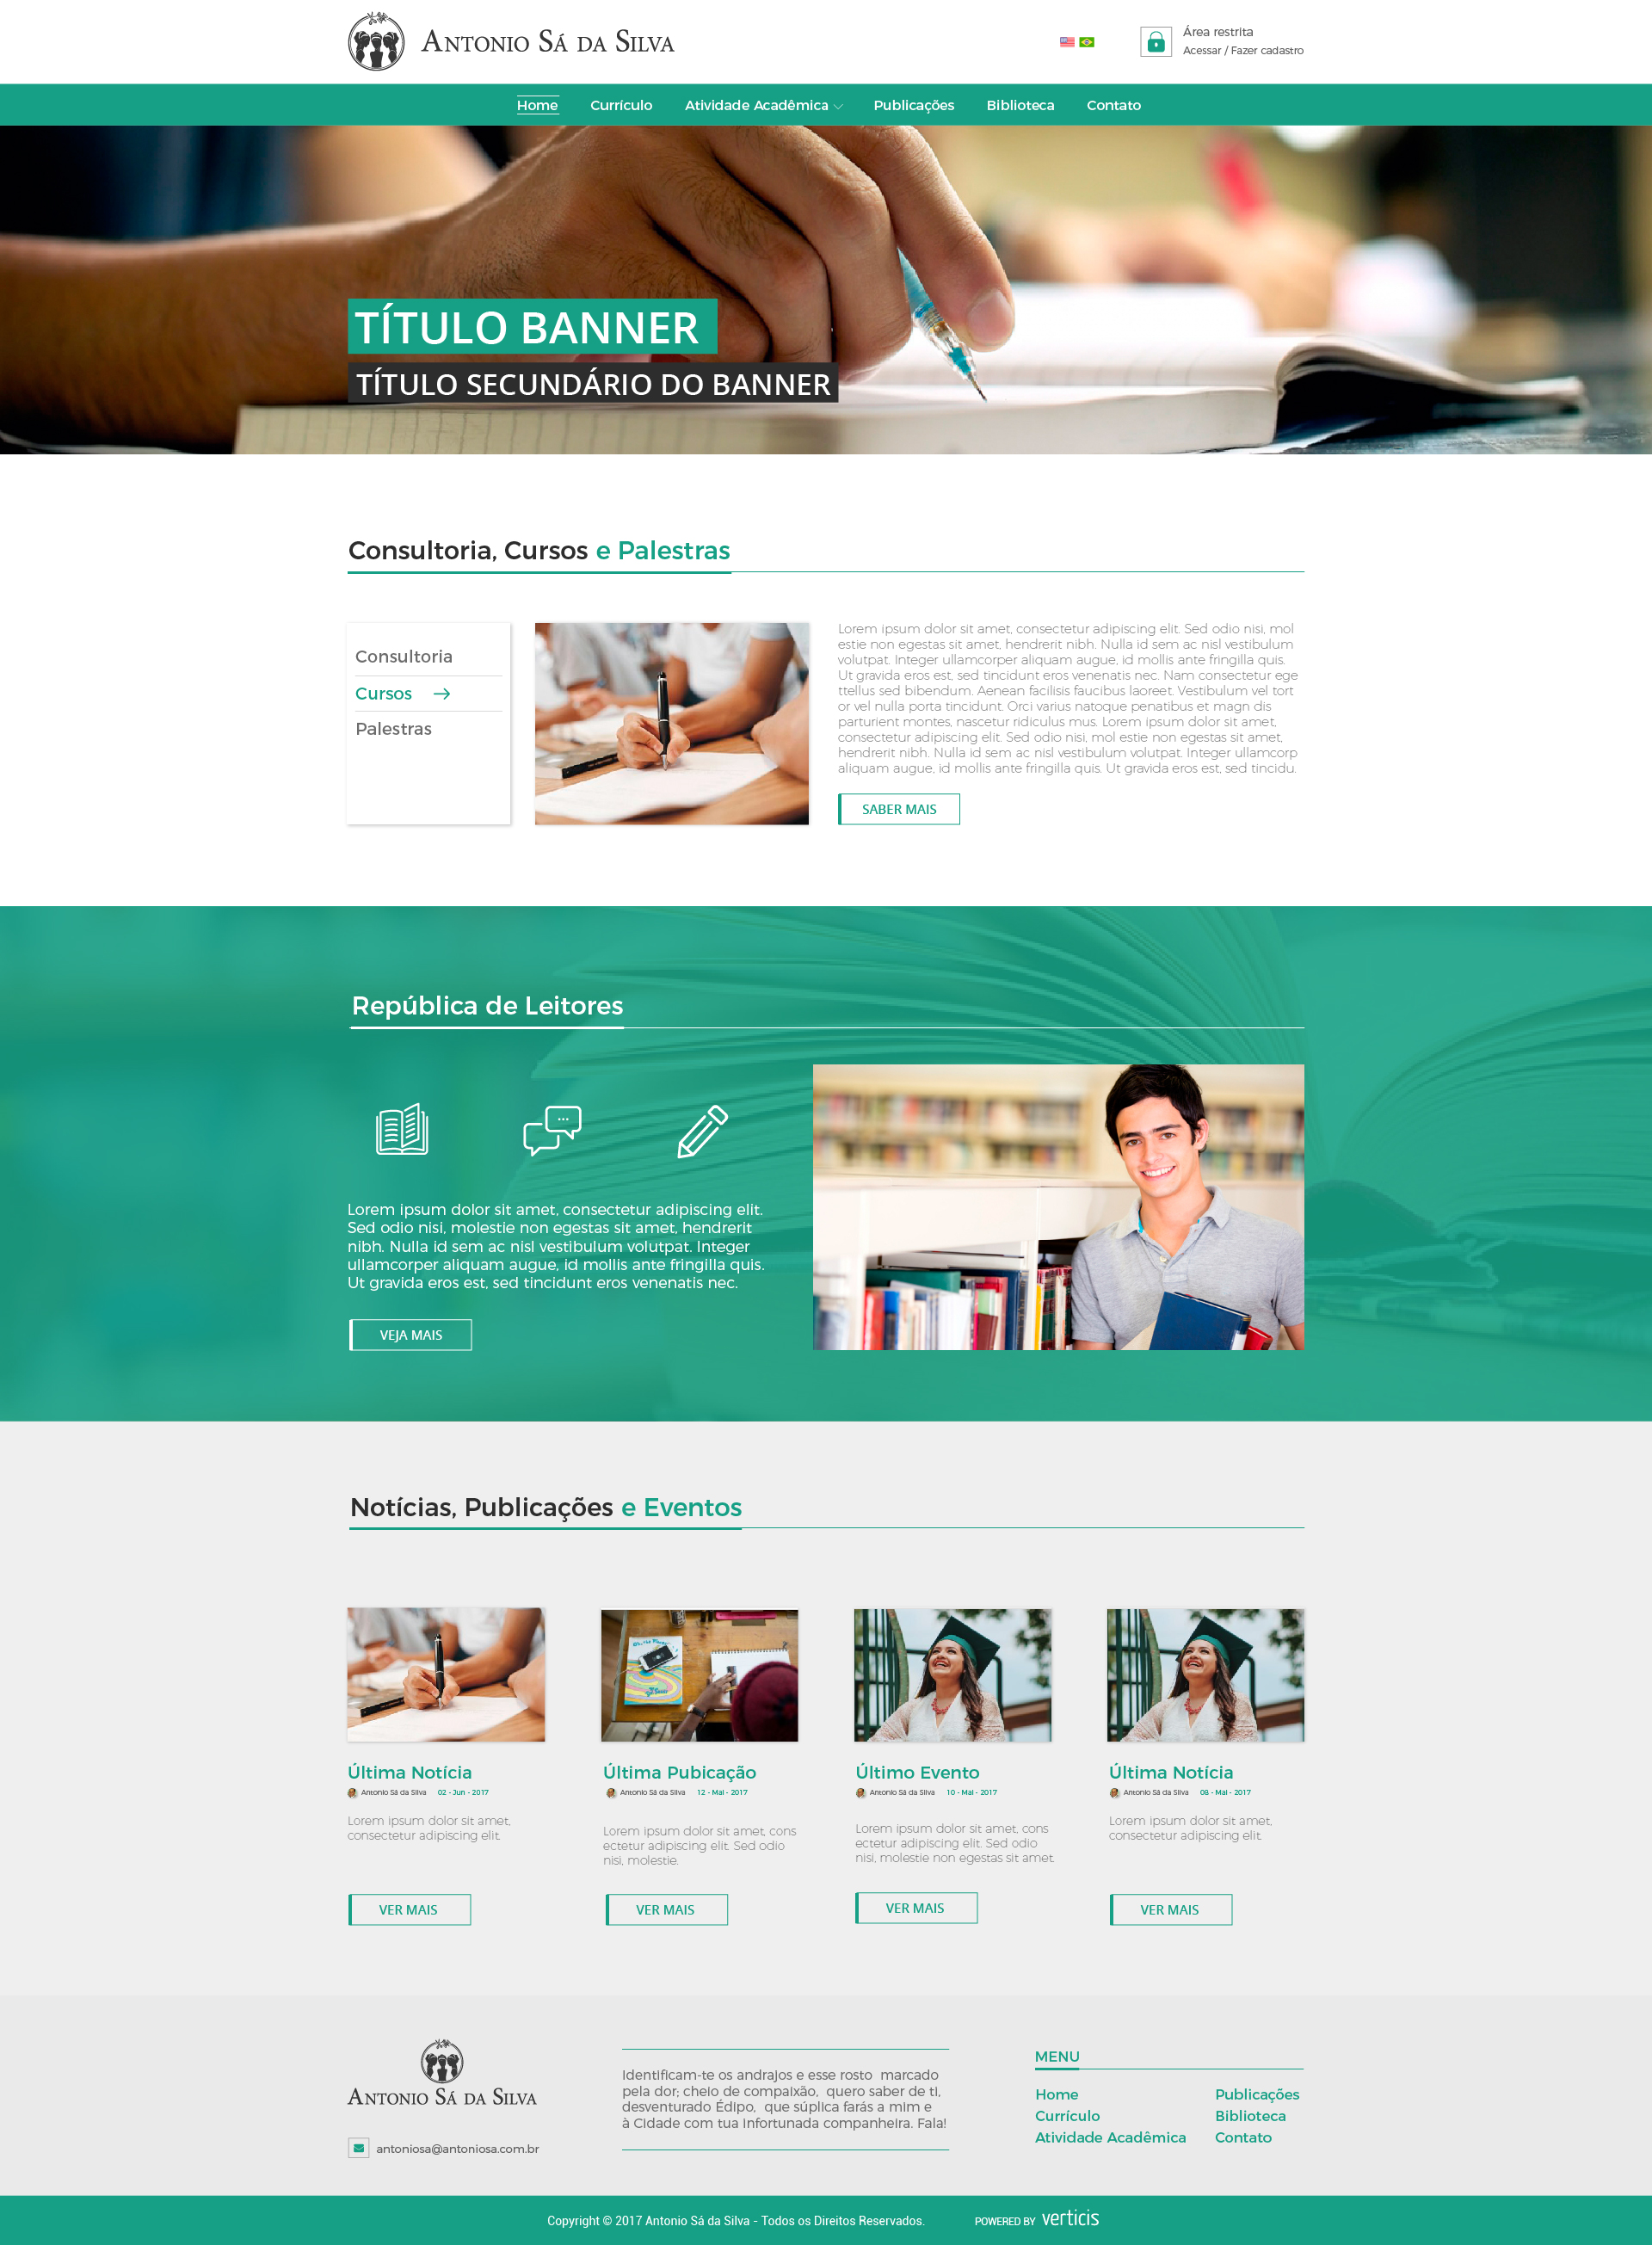 Antonio Sá da Silva
Área restrita
Acessar / Fazer cadastro
Home Currículo Atividade Acadêmica Publicações Biblioteca Contato
TÍTULO BANNER
TÍTULO SECUNDÁRIO DO BANNER
Consultoria, Cursos e Palestras
Consultoria
Cursos
Palestras
Lorem ipsum dolor sit amet, consectetur adipiscing elit. Sed odio nisi, mol
estie non egestas sit amet, hendrerit nibh. Nulla id sem ac nisl vestibulum
volutpat. Integer ullamcorper aliquam augue, id mollis ante fringilla quis.
Ut gravida eros est, sed tincidunt eros venenatis nec. Nam consectetur ege
ttellus sed bibendum. Aenean facilisis faucibus laoreet. Vestibulum vel tort
or vel nulla porta tincidunt. Orci varius natoque penatibus et magn dis
parturient montes, nascetur ridiculus mus. Lorem ipsum dolor sit amet,
consectetur adipiscing elit. Sed odio nisi, mol estie non egestas sit amet,
hendrerit nibh. Nulla id sem ac nisl vestibulum volutpat. Integer ullamcorp
aliquam augue, id mollis ante fringilla quis. Ut gravida eros est, sed tincidu.
SABER MAIS
República de Leitores
Lorem ipsum dolor sit amet, consectetur adipiscing elit.
Sed odio nisi, molestie non egestas sit amet, hendrerit
nibh. Nulla id sem ac nisl vestibulum volutpat. Integer
ullamcorper aliquam augue, id mollis ante fringilla quis.
Ut gravida eros est, sed tincidunt eros venenatis nec.
VEJA MAIS
Notícias, Publicações e Eventos
Última Notícia
Antonio Sá da Silva 02 - Jun - 2017
Lorem ipsum dolor sit amet,
consectetur adipiscing elit.
VER MAIS
Última Pubicação
Antonio Sá da Silva 12 - Mai - 2017
Lorem ipsum dolor sit amet, cons
ectetur adipiscing elit. Sed odio
nisi, molestie.
VER MAIS
Último Evento
Antonio Sá da Silva 10 - Mai - 2017
Lorem ipsum dolor sit amet, cons
ectetur adipiscing elit. Sed odio
nisi, molestie non egestas sit amet.
VER MAIS
Última Notícia
Antonio Sá da Silva 08 - Mai - 2017
Lorem ipsum dolor sit amet,
consectetur adipiscing elit.
VER MAIS
Antonio Sá da Silva
antoniosa@antoniosa.com.br
Identificam-te os andrajos e esse rosto marcado
pela dor; cheio de compaixão, quero saber de ti,
desventurado Édipo, que súplica farás a mim e
à Cidade com tua infortunada companheira. Fala!
MENU
Home
Currículo
Atividade Acadêmica
Publicações
Biblioteca
Contato
Copyright © 2017 Antonio Sá da Silva - Todos os Direitos Reservados.
POWERED BY verticis